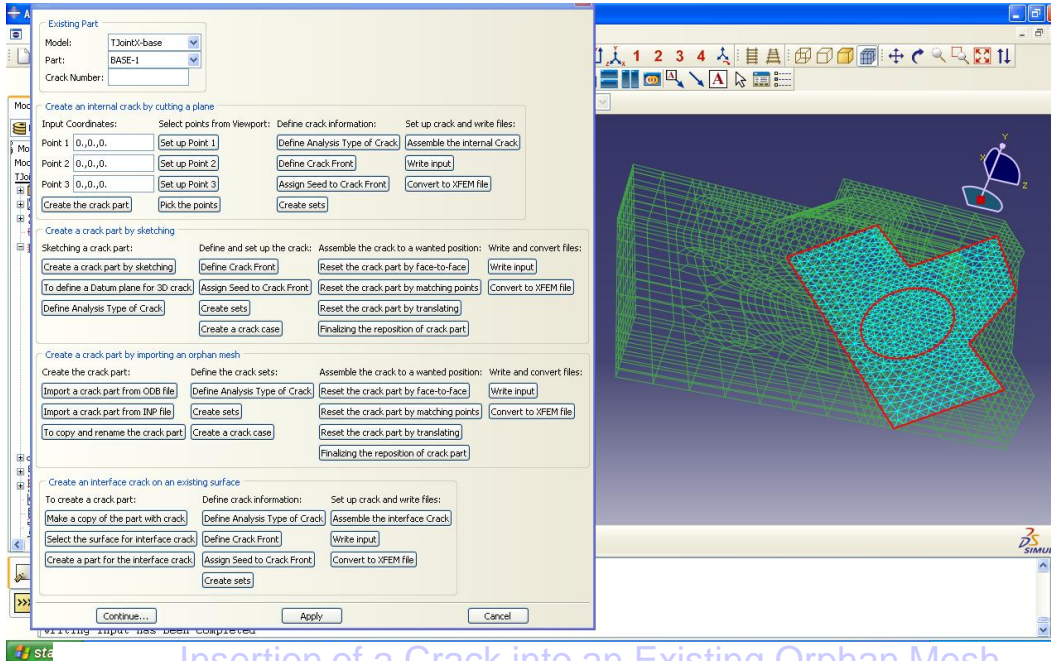 Existing Part
Model: TJointX-base
Part: BASE-1
Crack Number:
1 2 3 4
A
Create an internal crack by cutting a plane
Input Coordinates: Select points from Viewport: Define crack information: Set up crack and write files:
Point 1 0.,0.,0. Set up Point 1 Define Analysis Type of Crack Assemble the internal Crack
Point 2 0.,0.,0. Set up Point 2 Define Crack Front Write input
Point 3 0.,0.,0. Set up Point 3 Assign Seed to Crack Front Convert to XFEM file
Create the crack part Pick the points Create sets
Create a crack part by sketching
Sketching a crack part: Define and set up the crack: Assemble the crack to a wanted position: Write and convert files:
Create a crack part by sketching Define Crack Front Reset the crack part by face-to-face Write input
To define a Datum plane for 3D crack Assign Seed to Crack Front Reset the crack part by matching points Convert to XFEM file
Define Analysis Type of Crack Create sets Reset the crack part by translating
Create a crack case Finalizing the reposition of crack part
Create a crack part by importing an orphan mesh
Create the crack part: Define the crack sets: Assemble the crack to a wanted position: Write and convert files:
Import a crack part from ODB file Define Analysis Type of Crack Reset the crack part by face-to-face Write input
Import a crack part from INP file Create sets Reset the crack part by matching points Convert to XFEM file
To copy and rename the crack part Create a crack case Reset the crack part by translating
Finalizing the reposition of crack part
Create an interface crack on an existing surface
To create a crack part: Define crack information: Set up crack and write files:
Make a copy of the part with crack Define Analysis Type of Crack Assemble the interface Crack
Select the surface for interface crack Define Crack Front Write input
Create a part for the interface crack Assign Seed to Crack Front Convert to XFEM file
Create sets
Continue... Apply Cancel
Y
X
Z
SIMUL
writing input has been completed
sta
Insertion of a Crack into an Existing Orphan Mesh